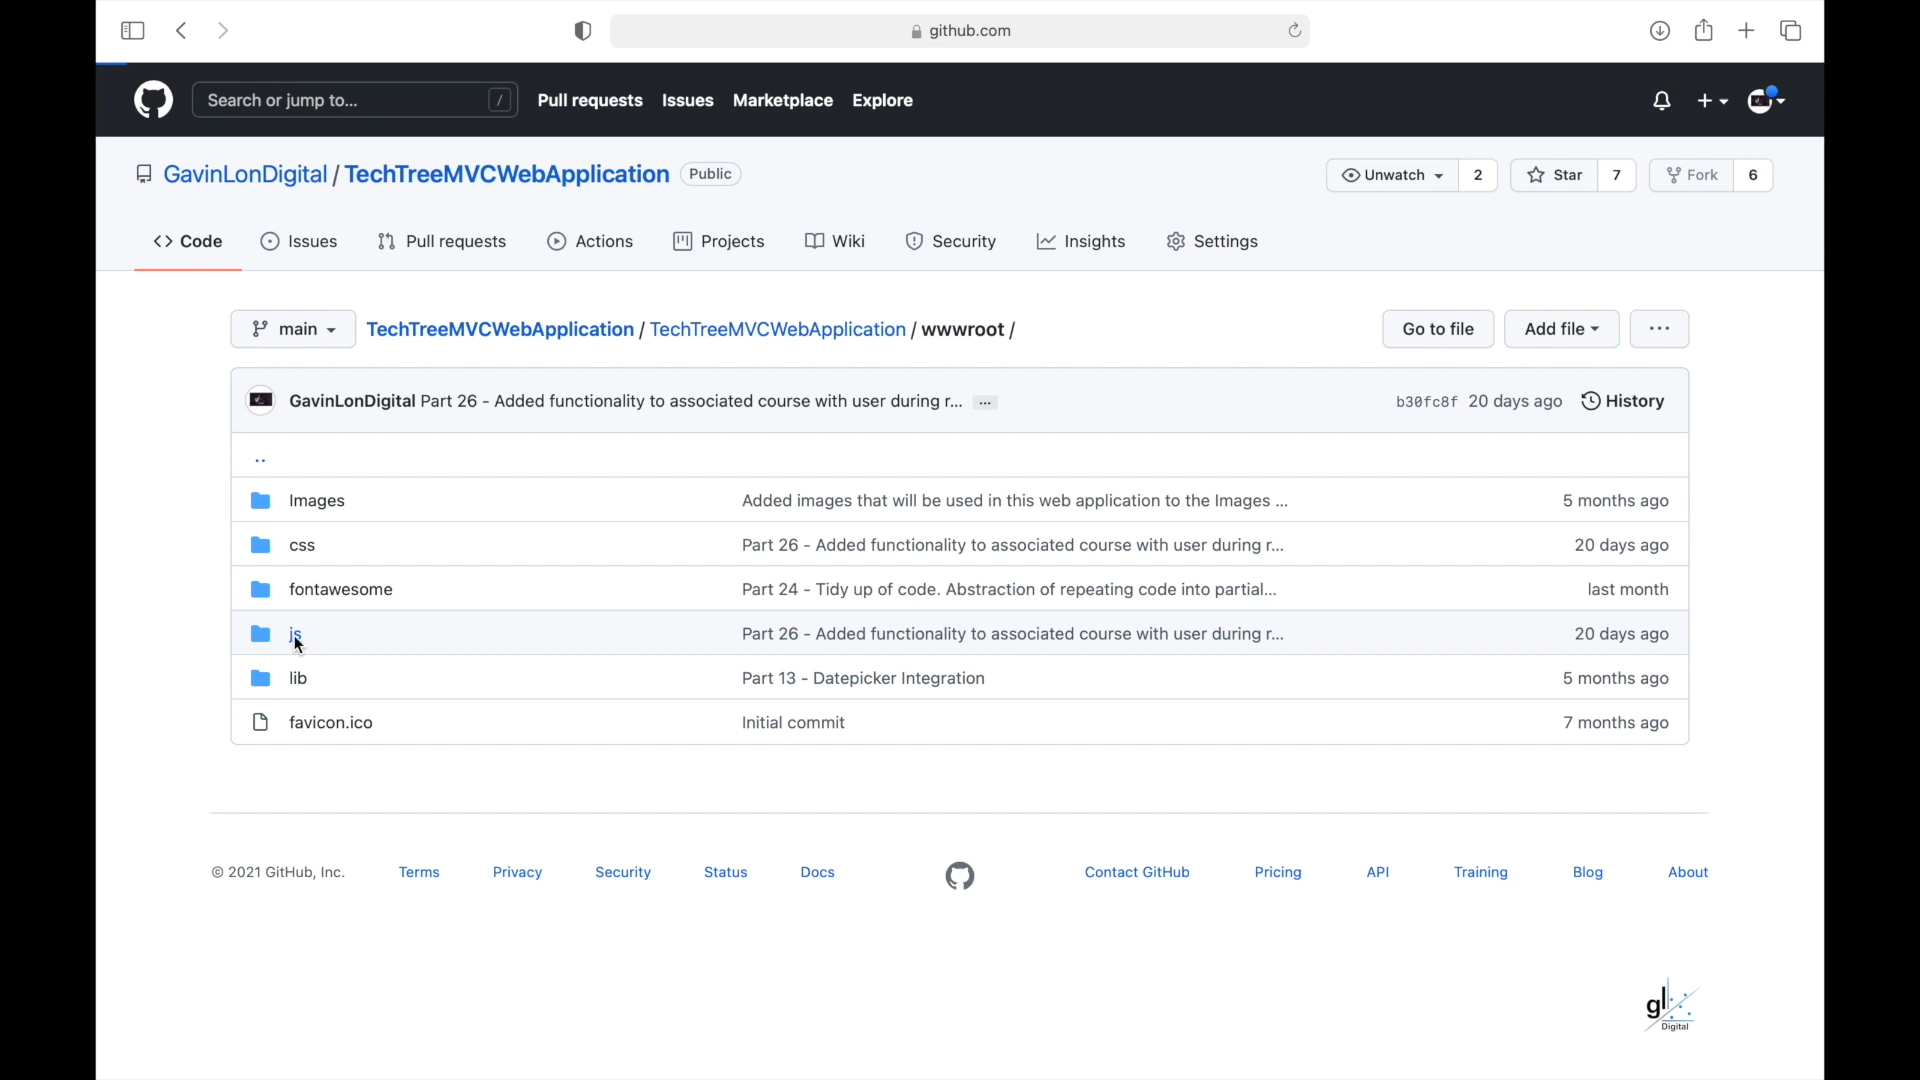 github.com
Search or jump to... /
Pull requests Issues Marketplace Explore
GavinLonDigital / TechTreeMVCWebApplication Public
Unwatch 2 Star 7 Fork 6
<> Code Issues Pull requests Actions Projects Wiki Security Insights Settings
main TechTreeMVCWebApplication / TechTreeMVCWebApplication / wwwroot / Go to file Add file ...
GavinLonDigital Part 26 - Added functionality to associated course with user during r... ... b30fc8f 20 days ago History
..
Images Added images that will be used in this web application to the Images ... 5 months ago
css Part 26 - Added functionality to associated course with user during r... 20 days ago
fontawesome Part 24 - Tidy up of code. Abstraction of repeating code into partial... last month
js Part 26 - Added functionality to associated course with user during r... 20 days ago
lib Part 13 - Datepicker Integration 5 months ago
favicon.ico Initial commit 7 months ago
© 2021 GitHub, Inc. Terms Privacy Security Status Docs Contact GitHub Pricing API Training Blog About
gl
Digital